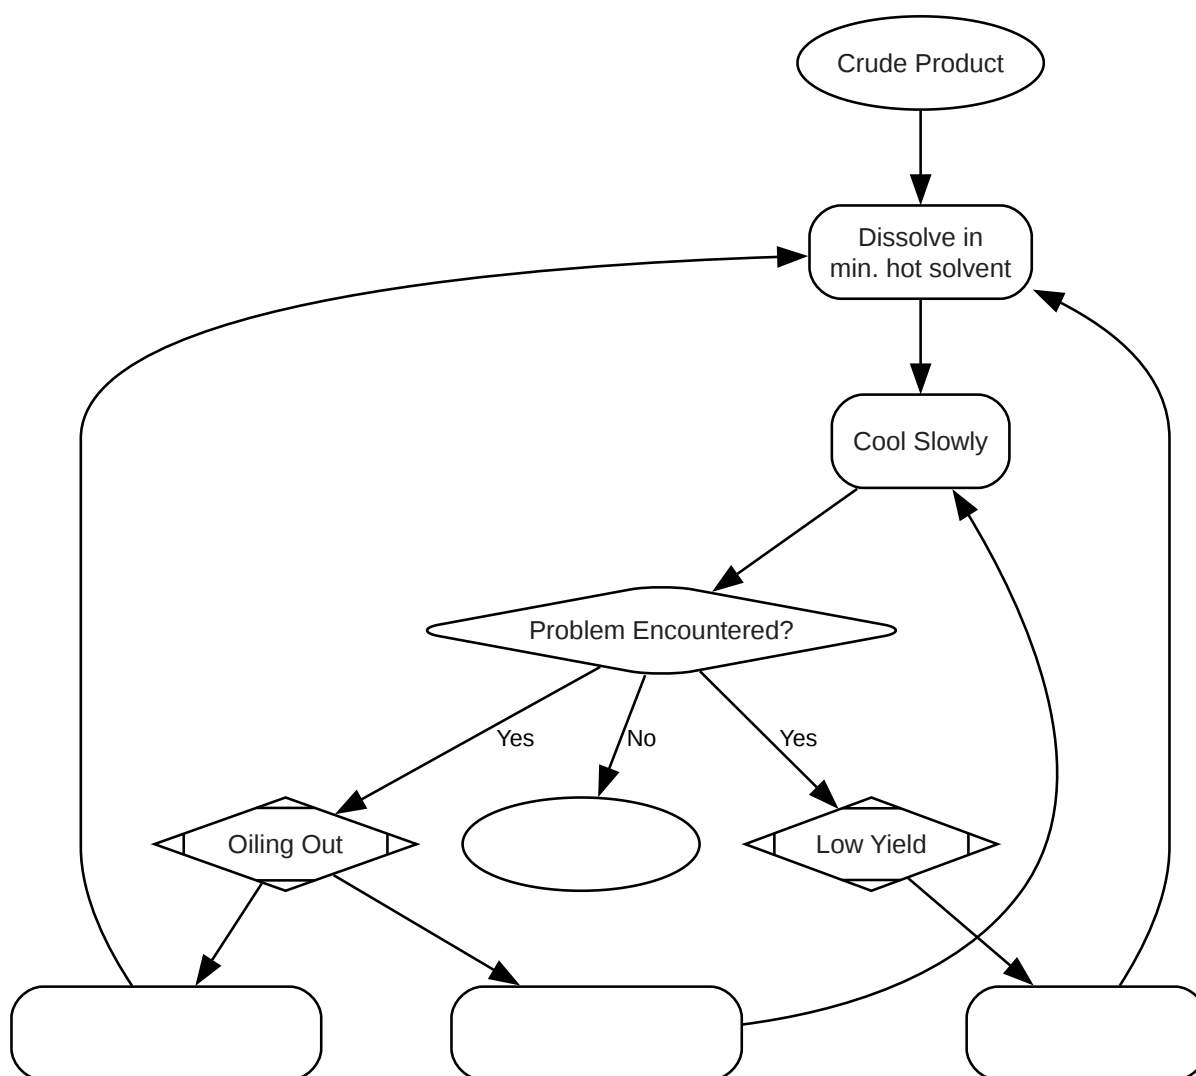 Crude Product
Dissolve in
min. hot solvent
Cool Slowly
Problem Encountered?
Yes
No
Yes
Oiling Out
Low Yield